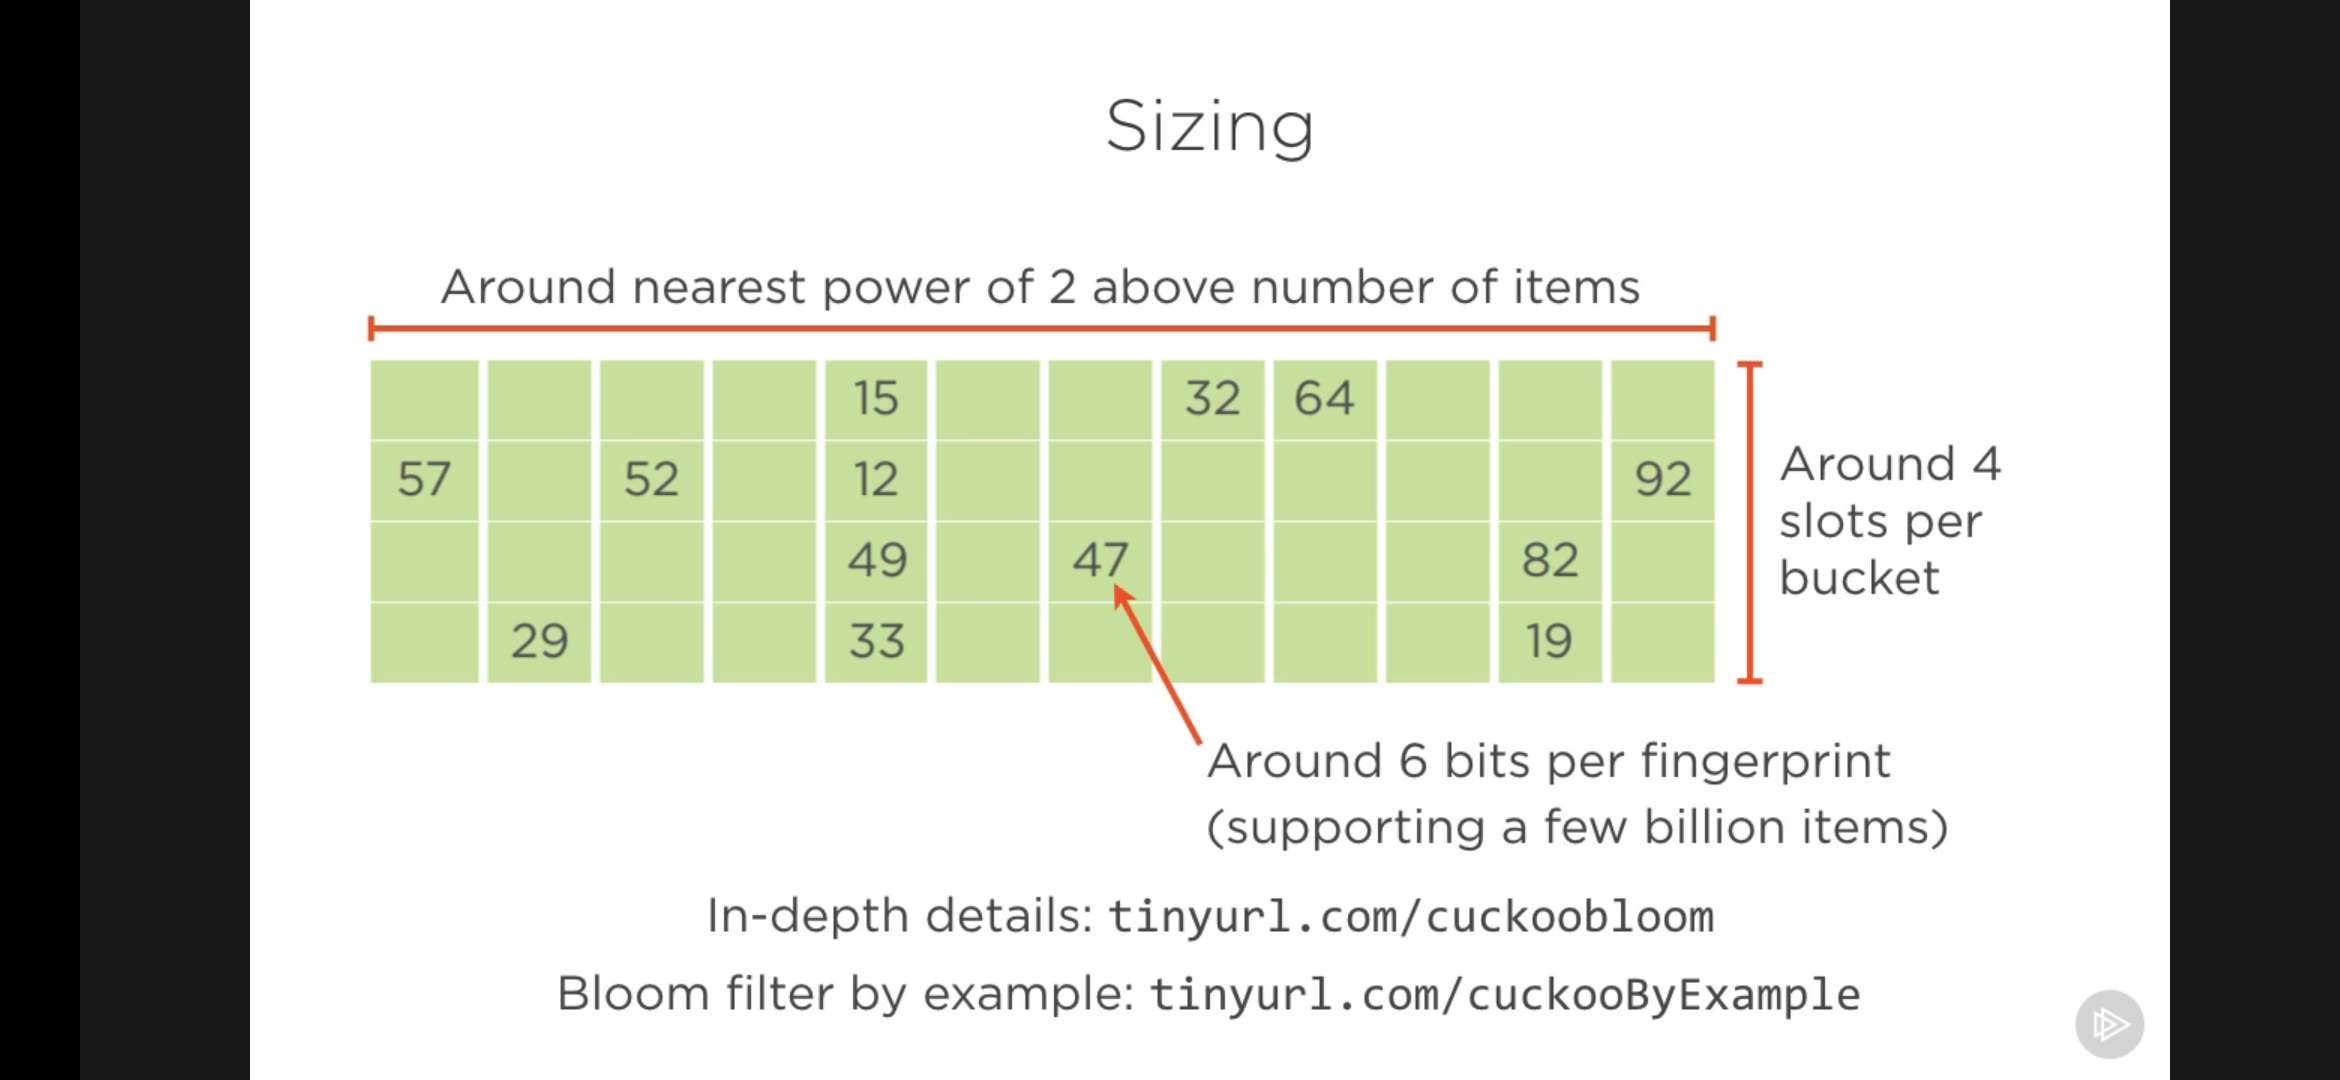 Sizing
Around nearest power of 2 above number of items
15 32 64
57 52 12 92
49 47 82
29 33 19
Around 4
slots per
bucket
Around 6 bits per fingerprint
(supporting a few billion items)
In-depth details: tinyurl.com/cuckoobloom
Bloom filter by example: tinyurl.com/cuckooByExample